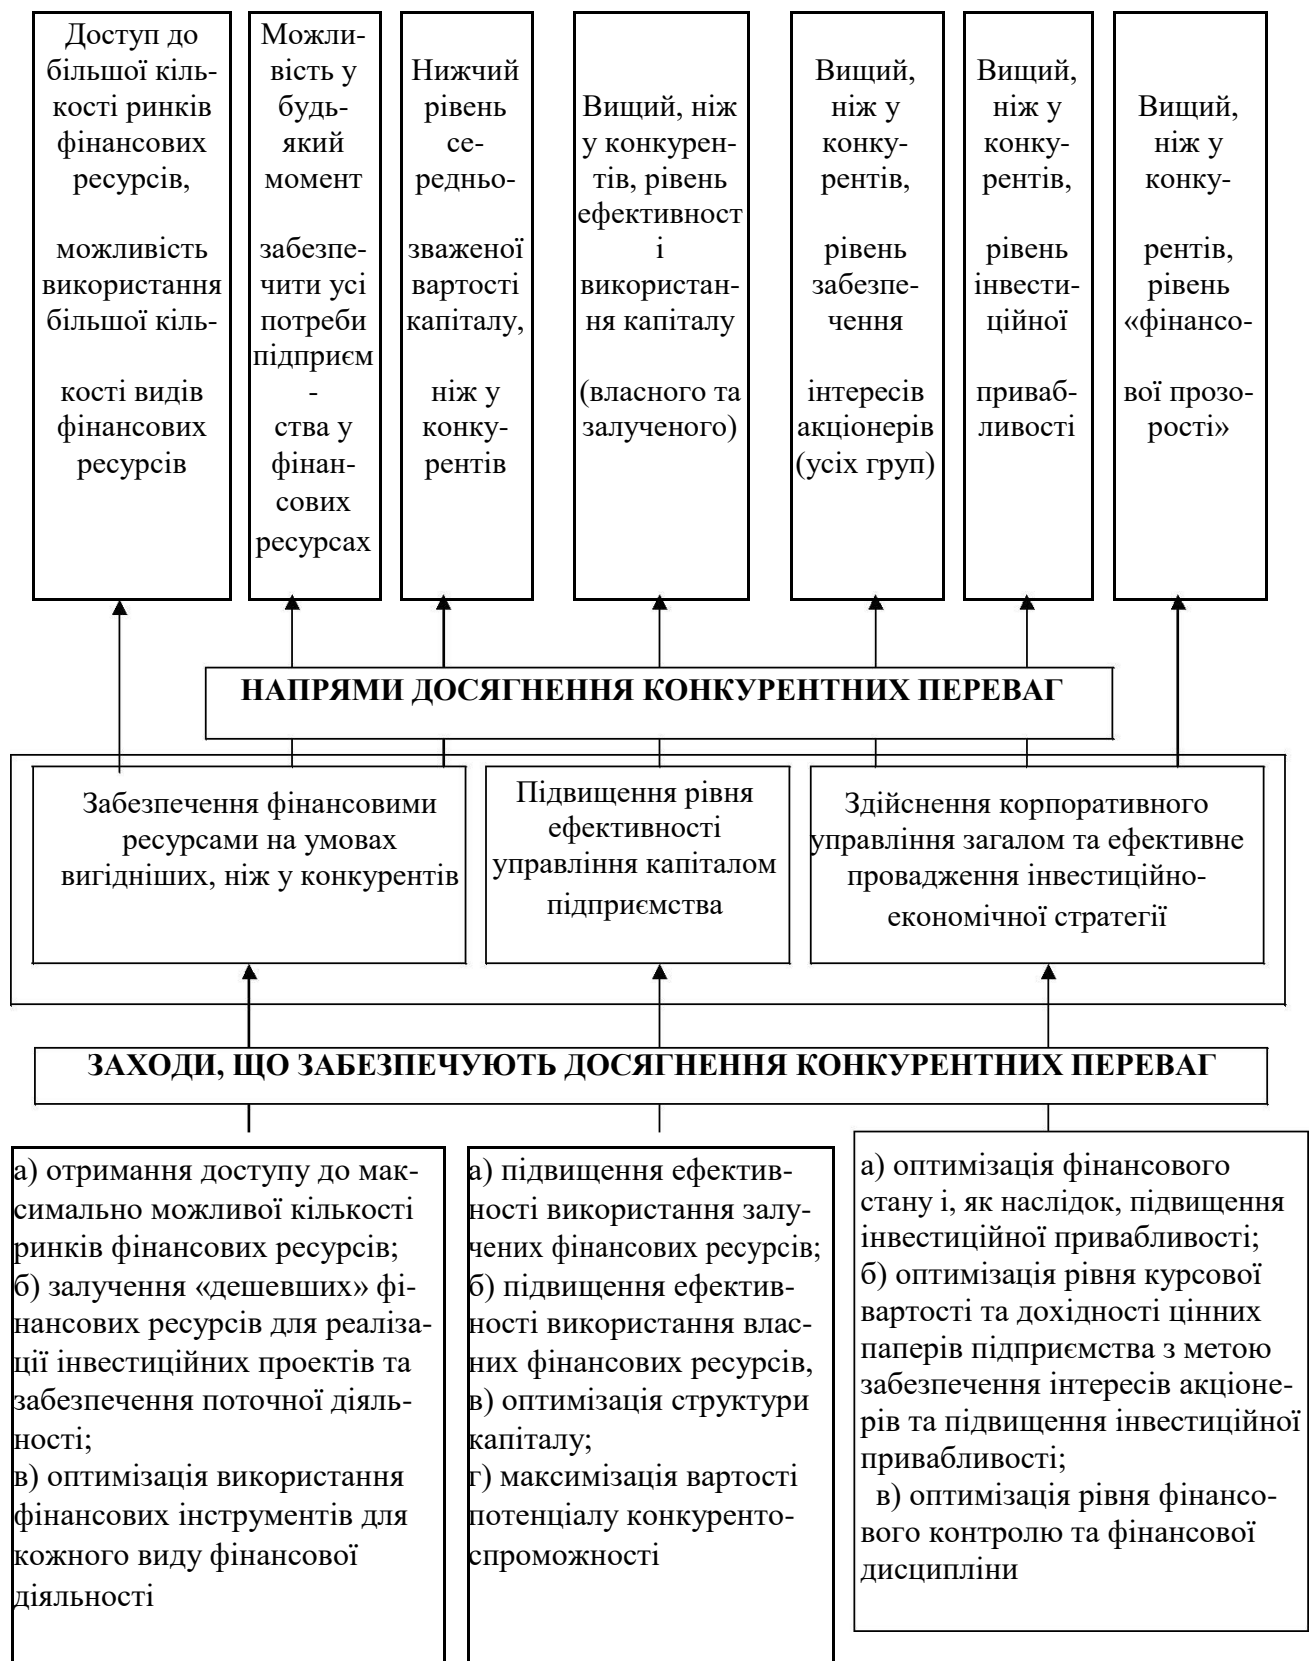 Доступ до
більшої кіль-
кості ринків
фінансових
ресурсів,
можливість
використання
більшої кіль-
кості видів
фінансових
ресурсів
Можли-
вість у
будь-
який
момент
забезпе-
чити усі
потреби
підприєм
-
ства у
фінан-
сових
ресурсах
Нижчий
рівень
се-
редньо-
зваженої
вартості
капіталу,
ніж у
конку-
рентів
Вищий, ніж
у конкурен-
тів, рівень
ефективност
і
використан-
ня капіталу
(власного та
залученого)
Вищий,
ніж у
конку-
рентів,
рівень
забезпе-
чення
інтересів
акціонерів
(усіх груп)
Вищий,
ніж у
конку-
рентів,
рівень
інвести-
ційної
приваб-
ливості
Вищий,
ніж у
конку-
рентів,
рівень
«фінансо-
вої прозо-
рості»
НАПРЯМИ ДОСЯГНЕННЯ КОНКУРЕНТНИХ ПЕРЕВАГ
Забезпечення фінансовими
ресурсами на умовах
вигідніших, ніж у конкурентів
Підвищення рівня
ефективності
управління капіталом
підприємства
Здійснення корпоративного
управління загалом та ефективне
провадження інвестиційно-
економічної стратегії
ЗАХОДИ, ЩО ЗАБЕЗПЕЧУЮТЬ ДОСЯГНЕННЯ КОНКУРЕНТНИХ ПЕРЕВАГ
а) отримання доступу до мак-
симально можливої кількості
ринків фінансових ресурсів;
б) залучення «дешевших» фі-
нансових ресурсів для реаліза-
ції інвестиційних проектів та
забезпечення поточної діяль-
ності;
в) оптимізація використання
фінансових інструментів для
кожного виду фінансової
діяльності
а) підвищення ефектив-
ності використання залу-
чених фінансових ресурсів;
б) підвищення ефектив-
ності використання влас-
них фінансових ресурсів,
в) оптимізація структури
капіталу;
г) максимізація вартості
потенціалу конкуренто-
спроможності
а) оптимізація фінансового
стану і, як наслідок, підвищення
інвестиційної привабливості;
б) оптимізація рівня курсової
вартості та дохідності цінних
паперів підприємства з метою
забезпечення інтересів акціоне-
рів та підвищення інвестиційної
привабливості;
в) оптимізація рівня фінансо-
вого контролю та фінансової
дисципліни